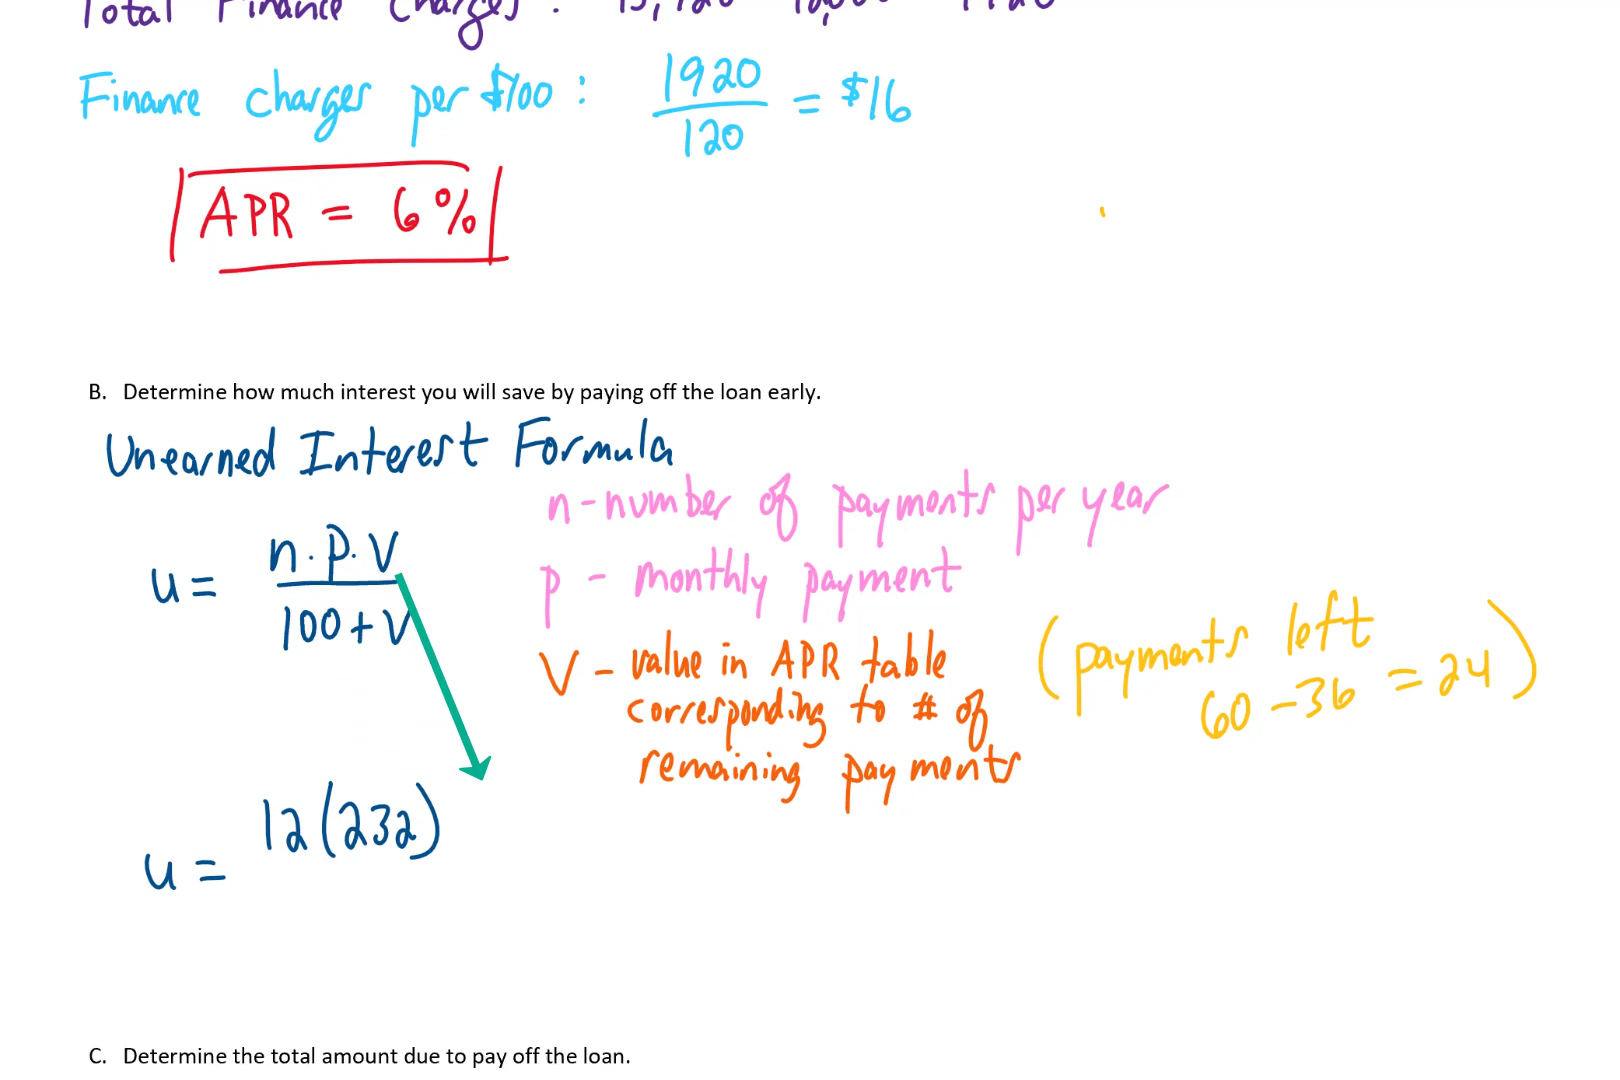 Total Finance Charges:
Finance charges per $100 : 1920/120 = $16
APR = 6%
B. Determine how much interest you will save by paying off the loan early.
Unearned Interest Formula
n - number of payments per year
u = n·p·V/100+V
p - monthly payment
V - value in APR table
corresponding to # of
remaining payments
(payments left
60 - 36 = 24)
u = 12(232)
C. Determine the total amount due to pay off the loan.